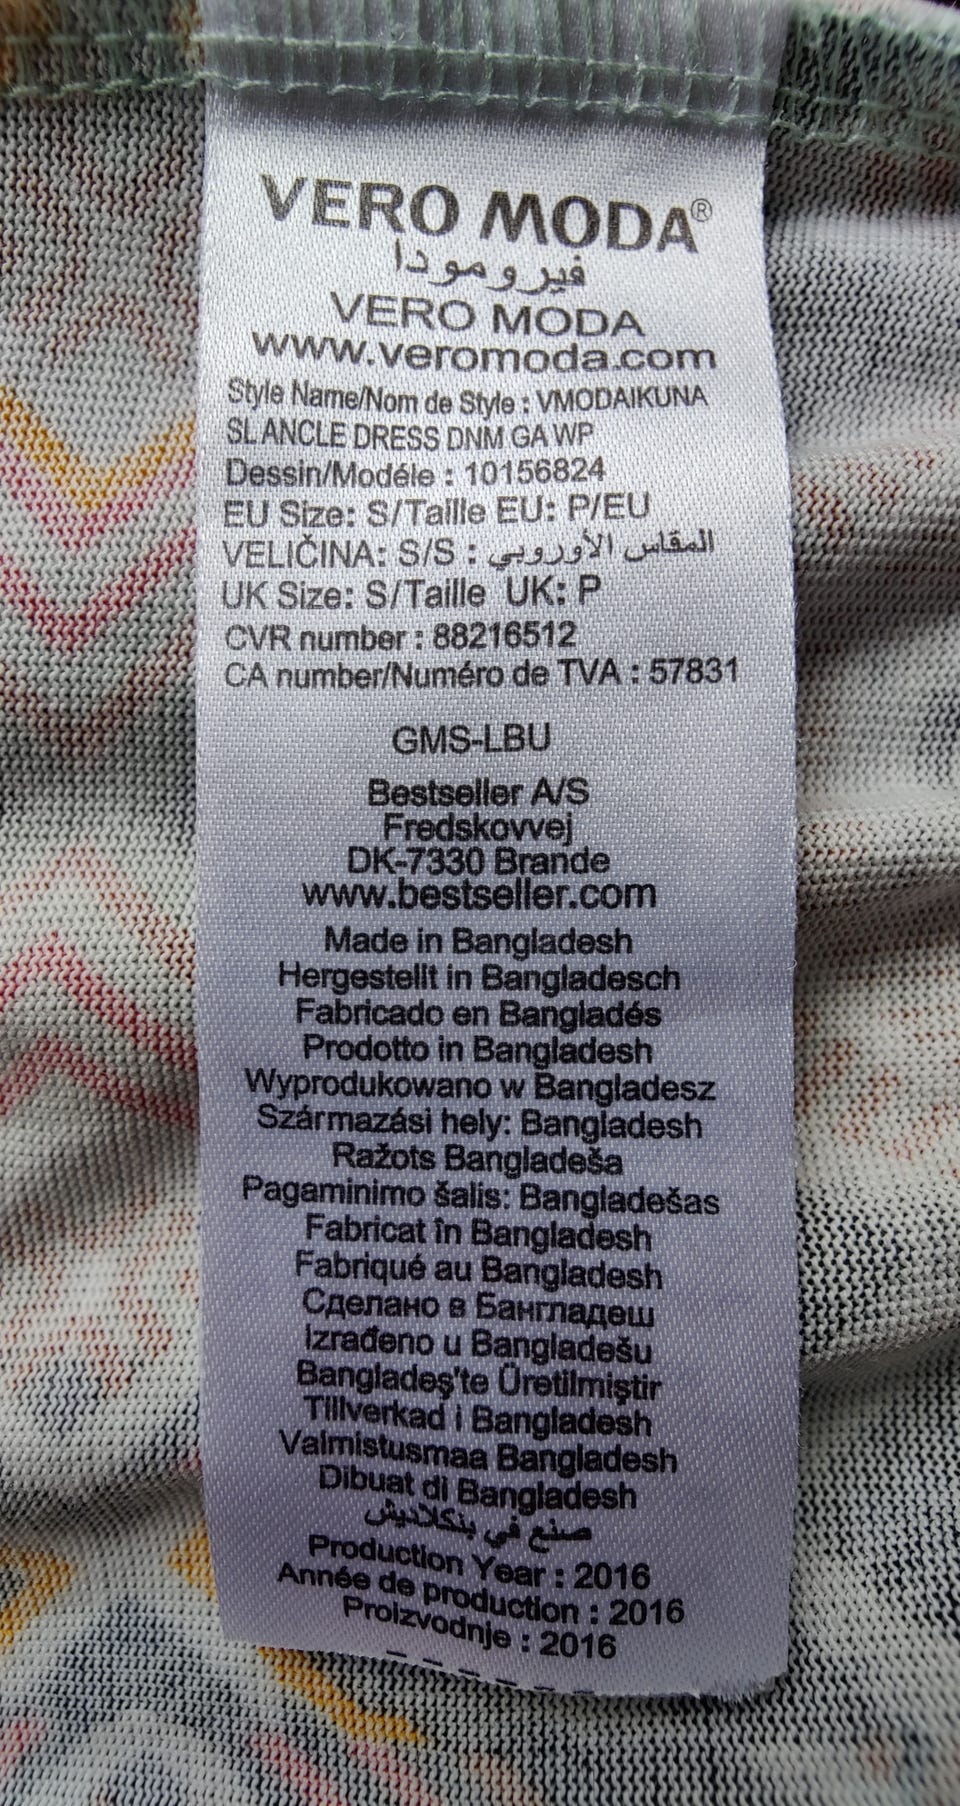 VERO MODA®
فيرومودا
VERO MODA
www.veromoda.com
Style Name/Nom de Style : VMODAIKUNA
SL ANCLE DRESS DNM GA WP
Dessin/Modéle : 10156824
EU Size: S/Taille EU: P/EU
VELIČINA: S/S : المقاس الأوروبي
UK Size: S/Taille UK: P
CVR number : 88216512
CA number/Numéro de TVA : 57831
GMS-LBU
Bestseller A/S
Fredskovvej
DK-7330 Brande
www.bestseller.com
Made in Bangladesh
Hergestellt in Bangladesch
Fabricado en Bangladés
Prodotto in Bangladesh
Wyprodukowano w Bangladesz
Származási hely: Bangladesh
Ražots Bangladeša
Pagaminimo šalis: Bangladešas
Fabricat în Bangladesh
Fabriqué au Bangladesh
Сделано в Бангладеш
Izrađeno u Bangladešu
Bangladeş'te Üretilmiştir
Tillverkad i Bangladesh
Valmistusmaa Bangladesh
Dibuat di Bangladesh
صنع في بنكلاديش
Production Year : 2016
Année de production : 2016
Proizvodnje : 2016